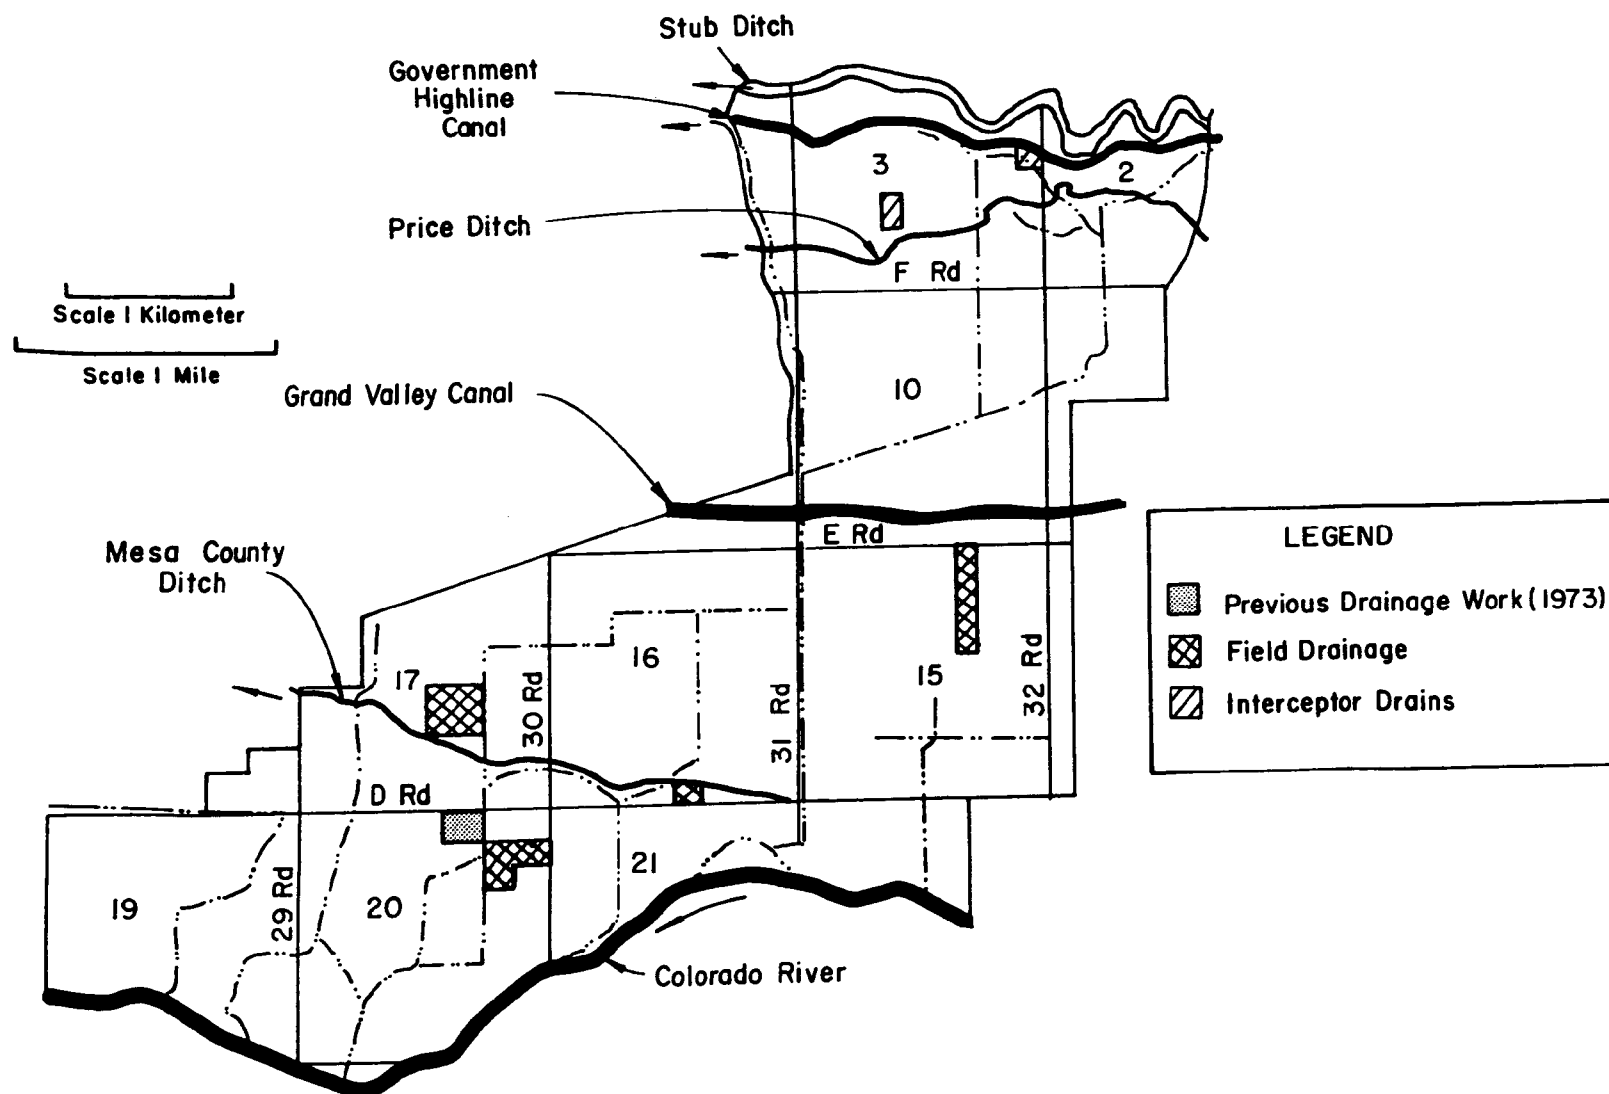 Stub Ditch
Government
Highline
Canal
3
2
Price Ditch
F Rd
Scale 1 Kilometer
Scale 1 Mile
Grand Valley Canal
10
E Rd
LEGEND
Previous Drainage Work (1973)
Field Drainage
Interceptor Drains
Mesa County
Ditch
17
16
15
30 Rd
31 Rd
32 Rd
D Rd
19
29 Rd
20
21
Colorado River